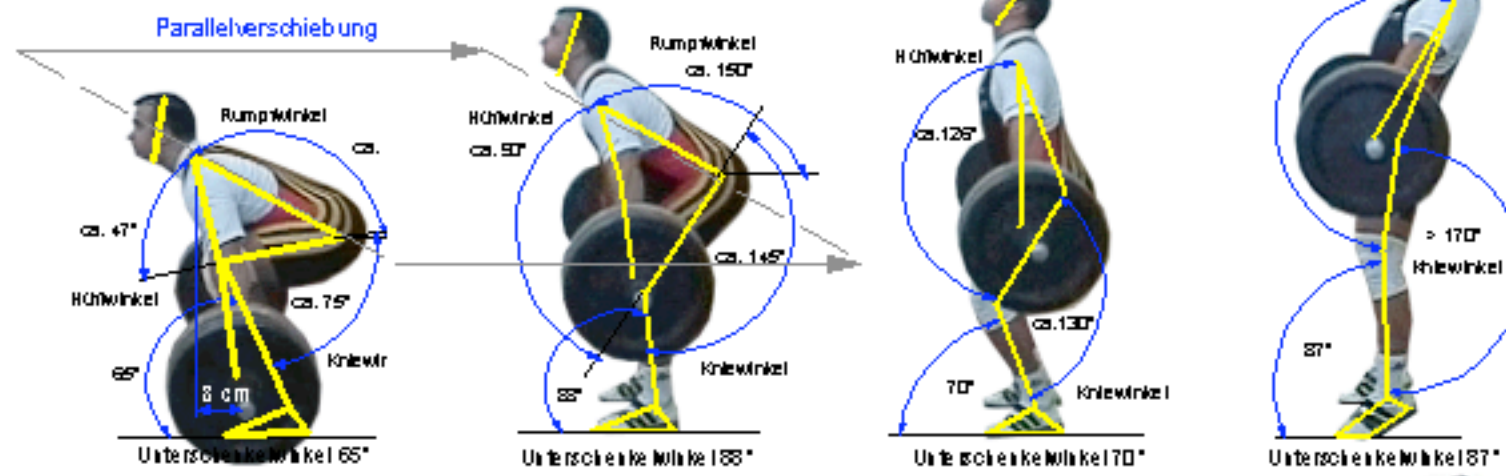 Parallelverschiebung
Rumpfwinkel
ca.
ca. 47°
Hüftwinkel
ca. 75°
Kniewir
65°
8 cm
Unterschenkelwinkel 65°
Rumpfwinkel
ca. 150°
Hüftwinkel
ca. 90°
ca. 145°
Kniewinkel
88°
Unterschenkelwinkel 88°
Hüftwinkel
ca. 126°
ca. 130°
70°
Kniewinkel
Unterschenkelwinkel 70°
> 170°
Kniewinkel
87°
Unterschenkelwinkel 87°